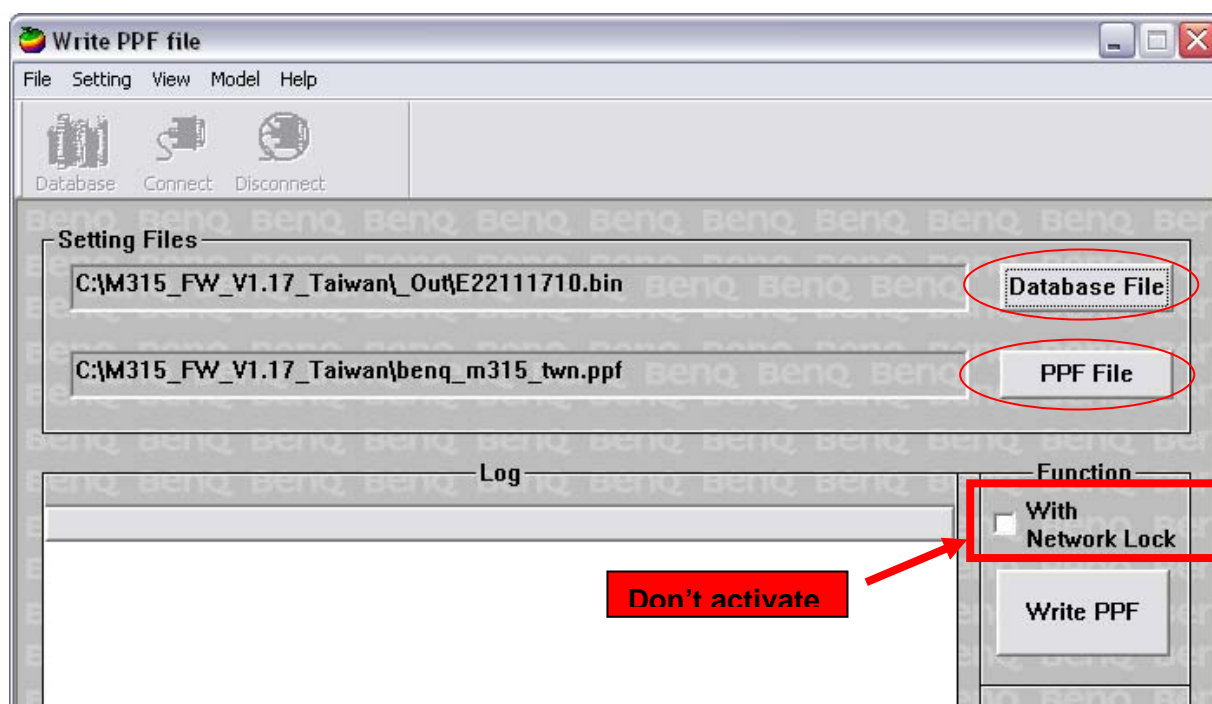 Write PPF file
File Setting View Model Help
Database Connect Disconnect
Setting Files
C:\M315_FW_V1.17_Taiwan\_Out\E22111710.bin
Database File
C:\M315_FW_V1.17_Taiwan\benq_m315_twn.ppf
PPF File
Log
Function
With
Network Lock
Don't activate
Write PPF
BenQ